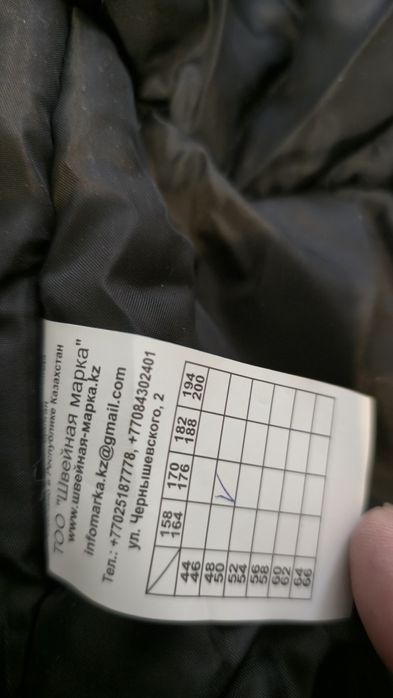 в Республике Казахстан
ТОО "Швейная марка"
www.швейная-марка.kz
infomarka.kz@gmail.com
Тел.: +77025187778, +77084302401
ул. Чернышевского, 2
158 170 182 194
164 176 188 200
44
46
48
50
52
54
56
58
60
62
64
66